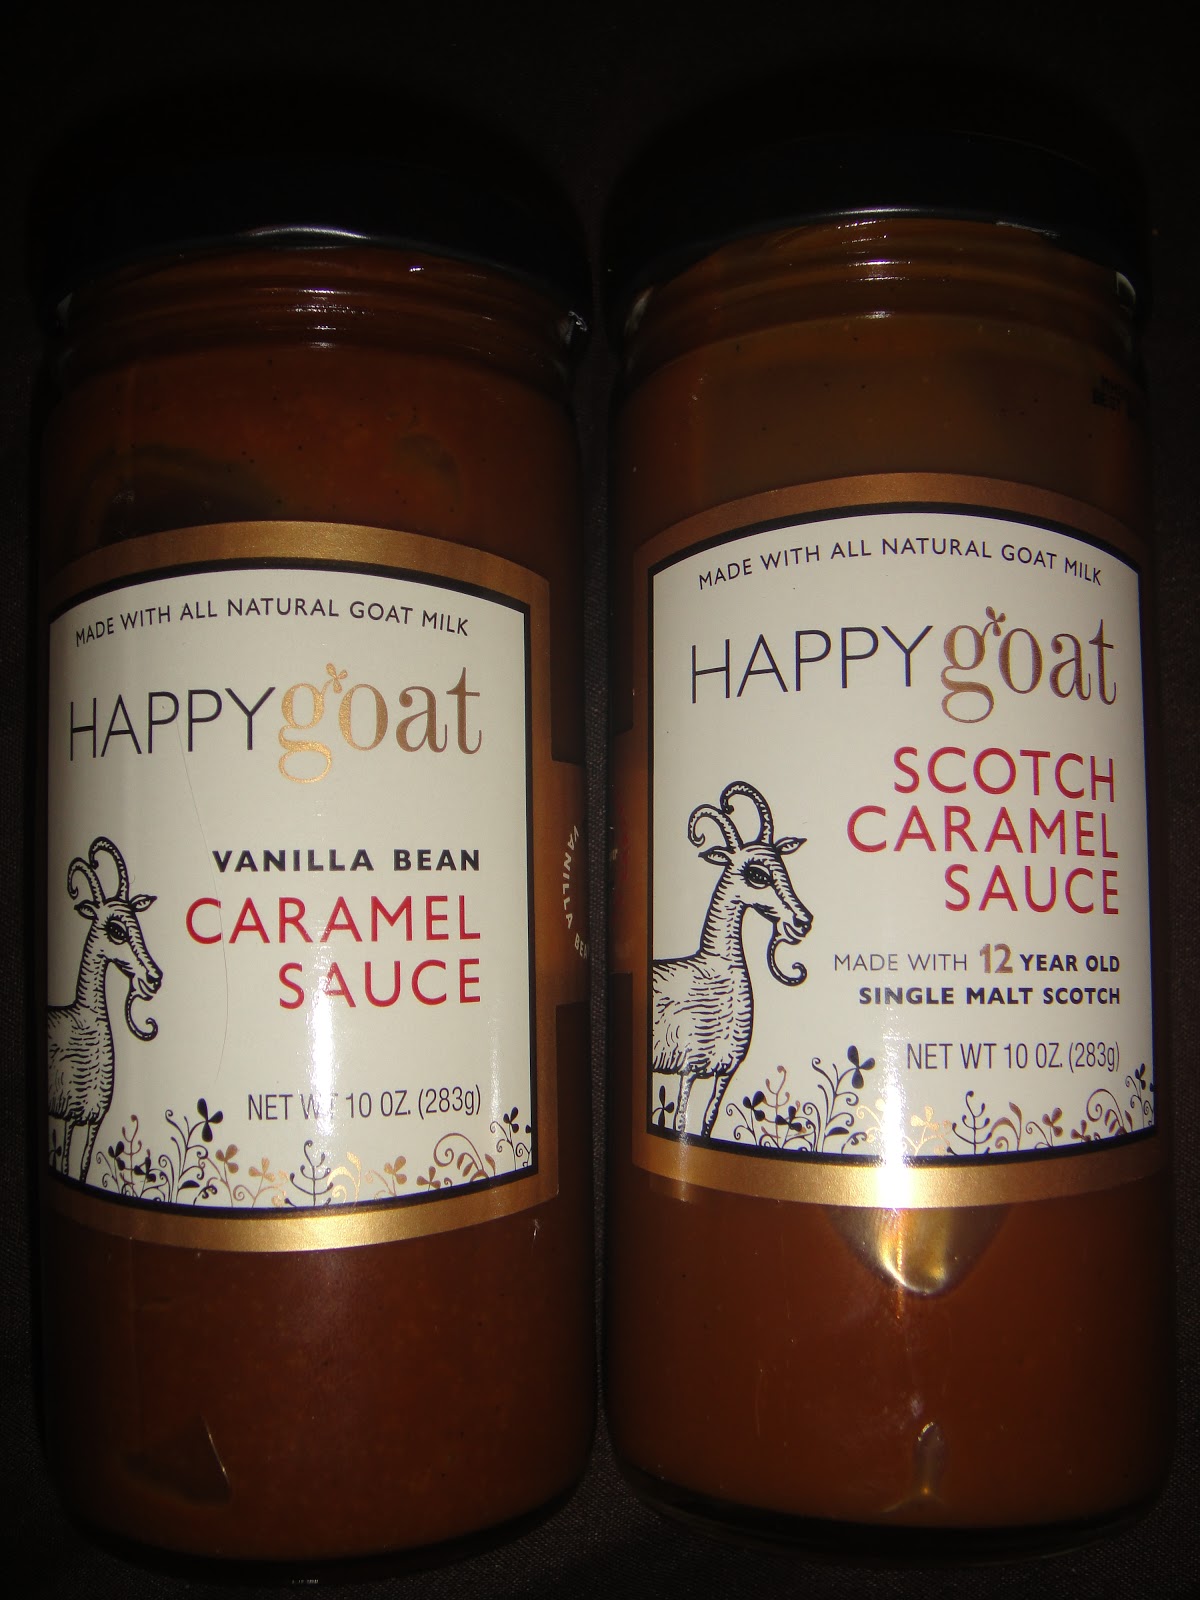 MADE WITH ALL NATURAL GOAT MILK
HAPPYgoat
VANILLA BEAN
CARAMEL
SAUCE
NET WT 10 OZ. (283g)
VANILLA
MADE WITH ALL NATURAL GOAT MILK
HAPPYgoat
SCOTCH
CARAMEL
SAUCE
MADE WITH 12 YEAR OLD
SINGLE MALT SCOTCH
NET WT 10 OZ. (283g)
BEST